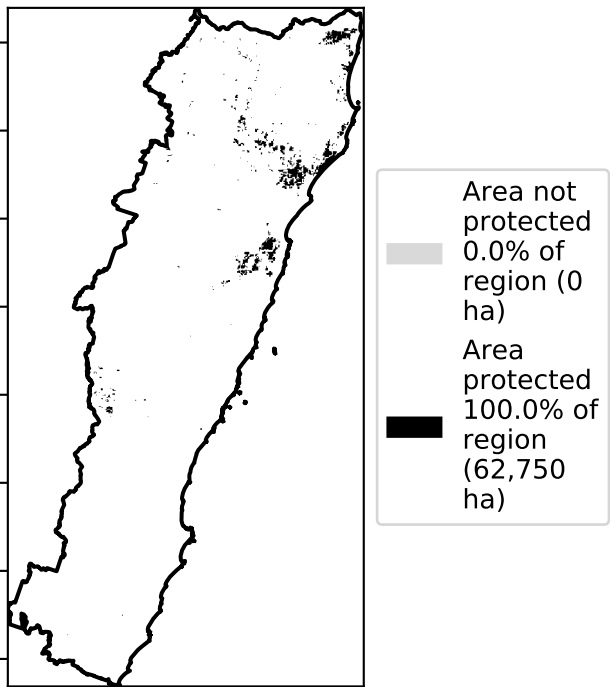 Area not
protected
0.0% of
region (0
ha)
Area
protected
100.0% of
region
(62,750
ha)